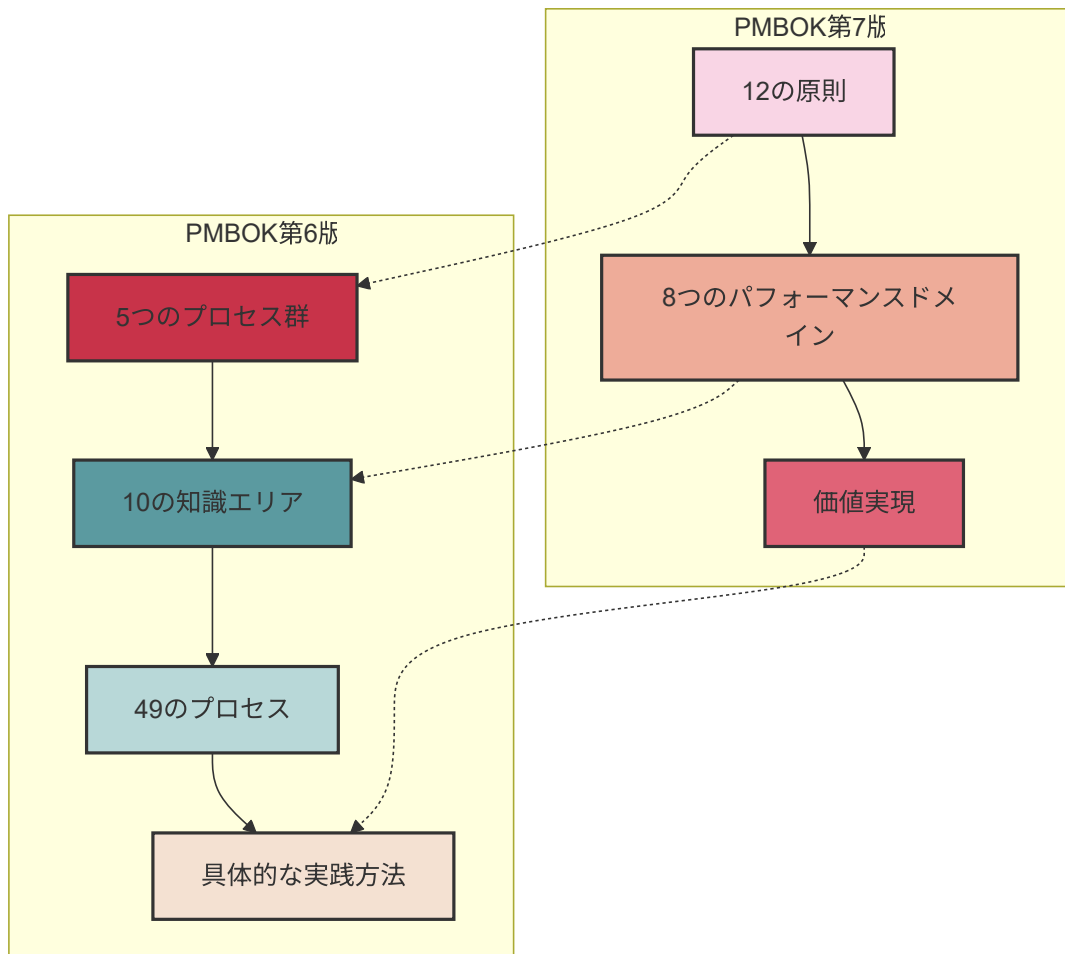 PMBOK第7版
12の原則
8つのパフォーマンスドメ
イン
価値実現
PMBOK第6版
5つのプロセス群
10の知識エリア
49のプロセス
具体的な実践方法